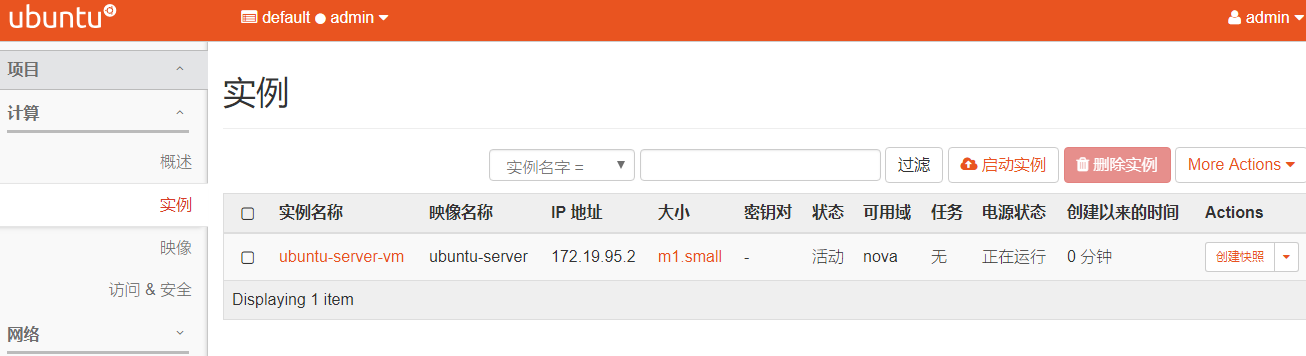 ubuntu
default admin
admin
项目
计算
概述
实例
映像
访问 & 安全
网络
实例
实例名字 = 过滤 启动实例 删除实例 More Actions
实例名称 映像名称 IP 地址 大小 密钥对 状态 可用域 任务 电源状态 创建以来的时间 Actions
ubuntu-server-vm ubuntu-server 172.19.95.2 m1.small - 活动 nova 无 正在运行 0 分钟 创建快照
Displaying 1 item